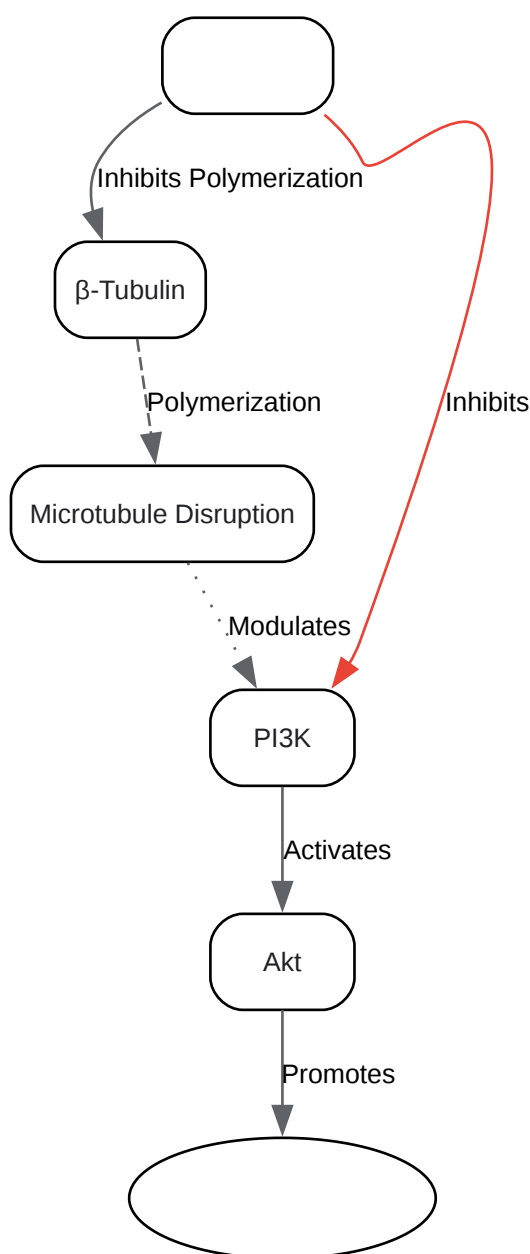 Inhibits Polymerization
β-Tubulin
Polymerization
Inhibits
Microtubule Disruption
Modulates
PI3K
Activates
Akt
Promotes